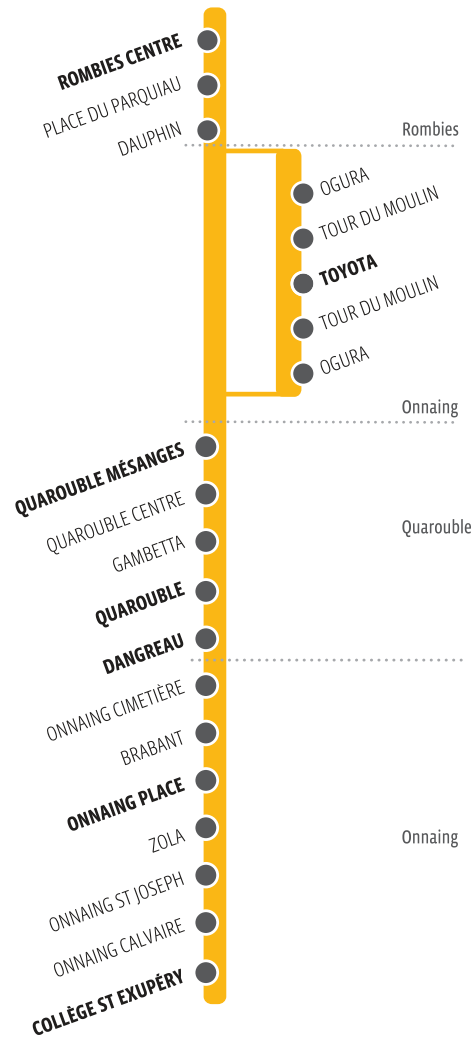 ROMBIES CENTRE
PLACE DU PARQUIAU
DAUPHIN
Rombies
OGURA
TOUR DU MOULIN
TOYOTA
TOUR DU MOULIN
OGURA
Onnaing
QUAROUBLE MÉSANGES
QUAROUBLE CENTRE
Quarouble
GAMBETTA
QUAROUBLE
DANGREAU
ONNAING CIMETIÈRE
BRABANT
ONNAING PLACE
ZOLA
Onnaing
ONNAING ST JOSEPH
ONNAING CALVAIRE
COLLÈGE ST EXUPÉRY